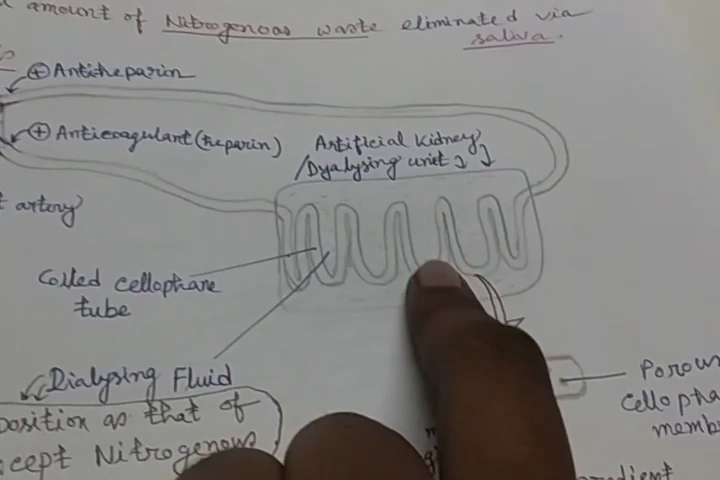 amount of Nitrogenous waste eliminated via
saliva.
⊕ Antiheparin
⊕ Anticoagulant (Heparin)
Artificial Kidney
/Dyalysing unit
artery
Coiled cellophane
tube
Dialysing Fluid
position as that of
cept Nitrogenous
Porous
cellopha
memb
dient